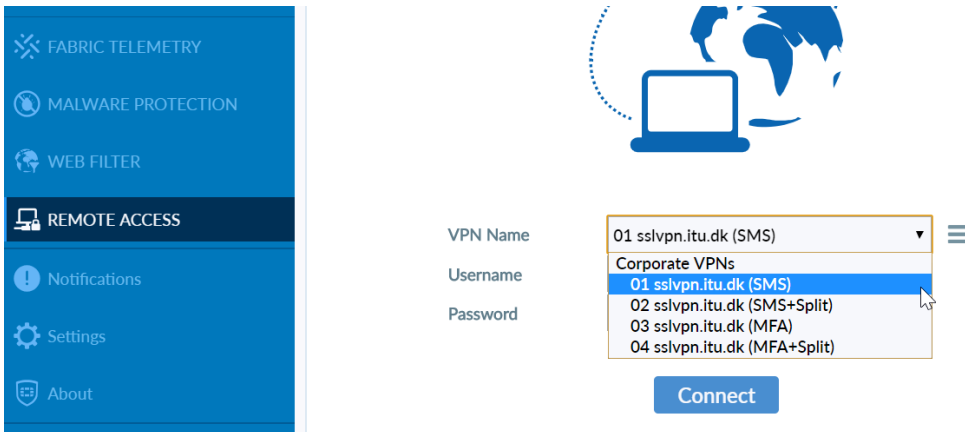 FABRIC TELEMETRY
MALWARE PROTECTION
WEB FILTER
REMOTE ACCESS
Notifications
Settings
About
VPN Name
01 sslvpn.itu.dk (SMS)
Corporate VPNs
01 sslvpn.itu.dk (SMS)
02 sslvpn.itu.dk (SMS+Split)
03 sslvpn.itu.dk (MFA)
04 sslvpn.itu.dk (MFA+Split)
Username
Password
Connect